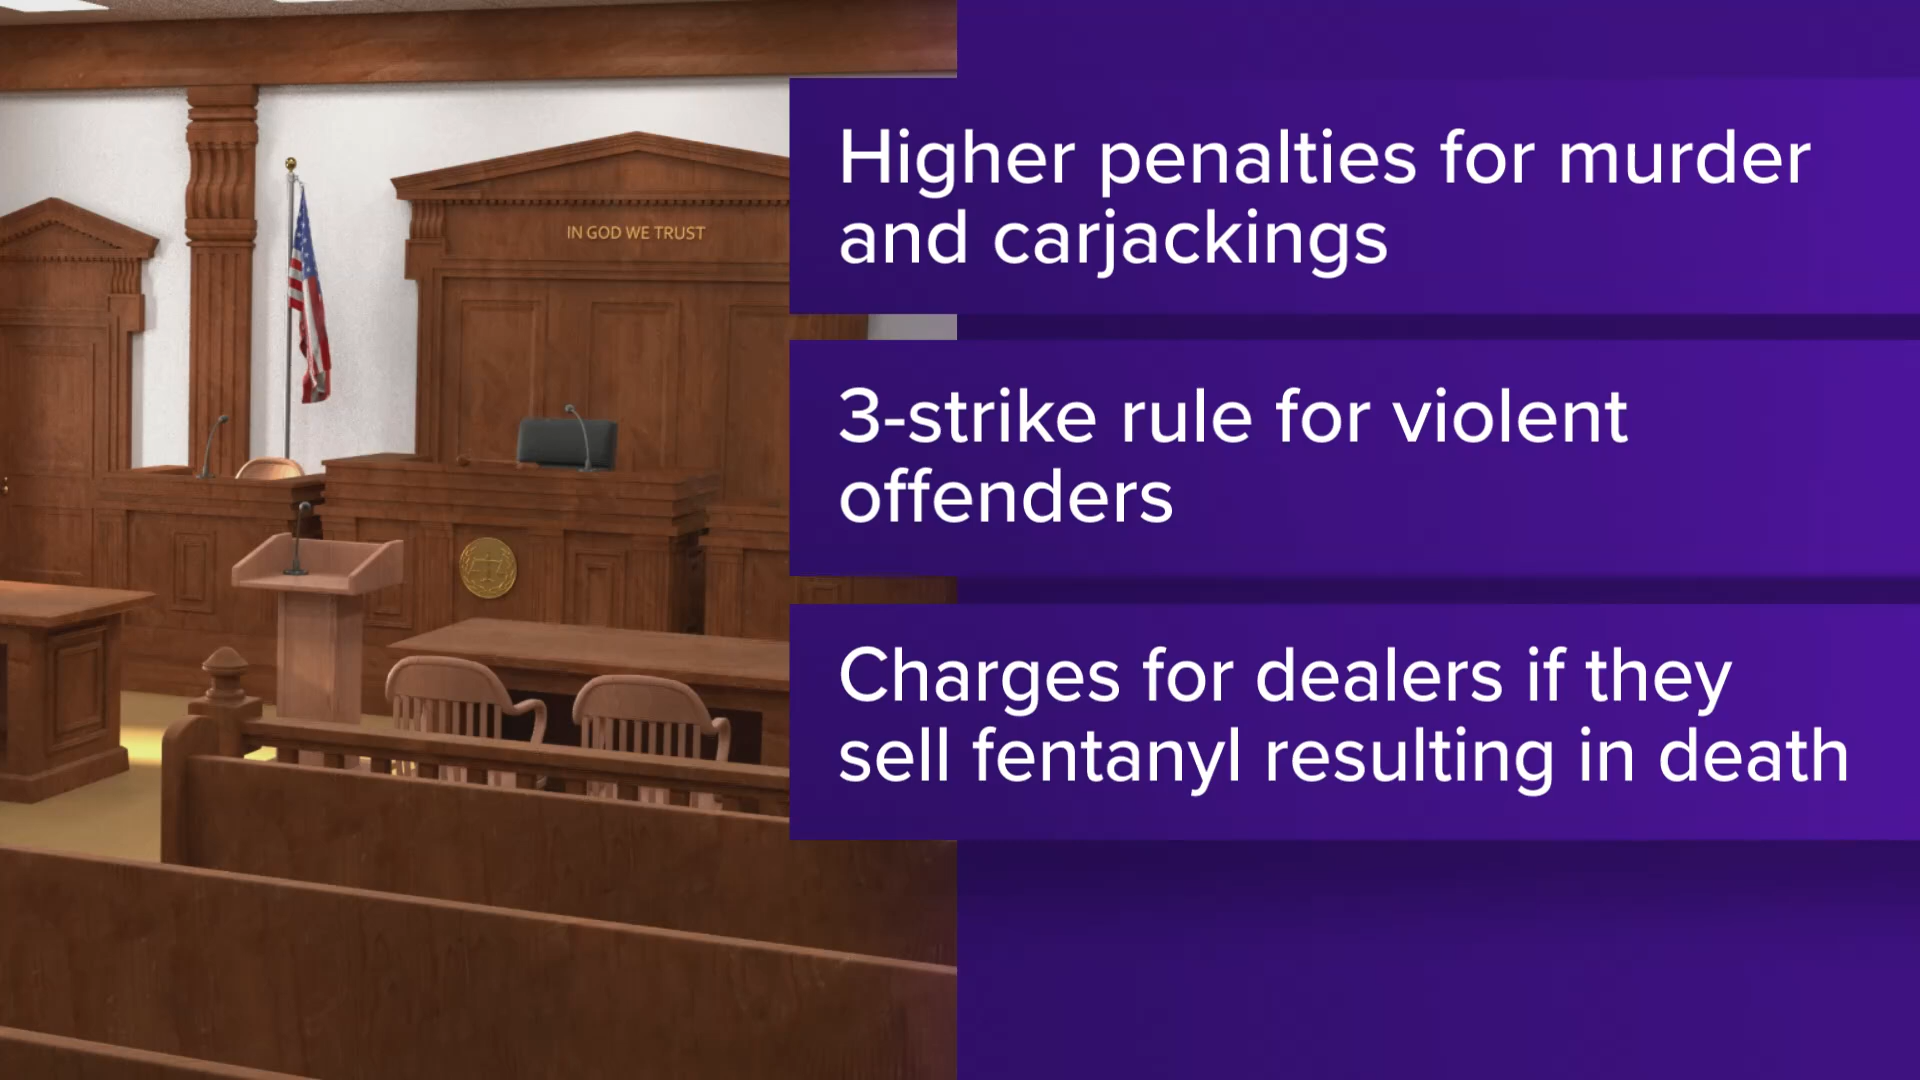 IN GOD WE TRUST
Higher penalties for murder
and carjackings
3-strike rule for violent
offenders
Charges for dealers if they
sell fentanyl resulting in death